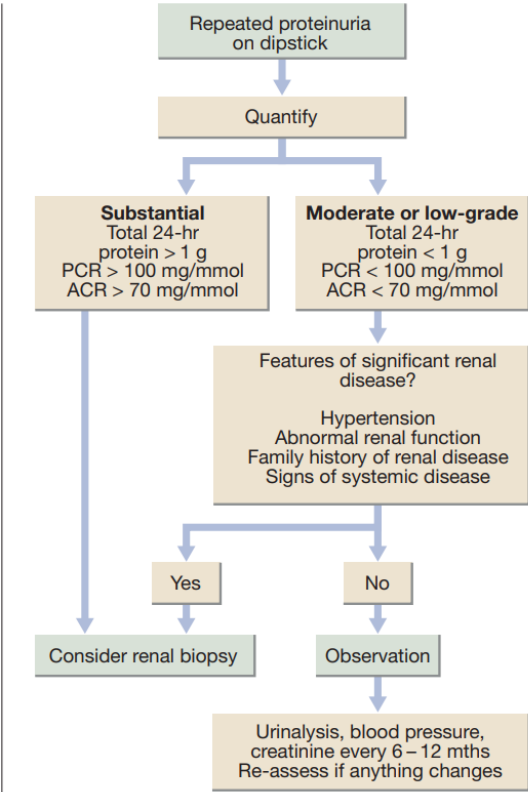 Repeated proteinuria
on dipstick
Quantify
Substantial
Total 24-hr
protein > 1 g
PCR > 100 mg/mmol
ACR > 70 mg/mmol
Moderate or low-grade
Total 24-hr
protein < 1 g
PCR < 100 mg/mmol
ACR < 70 mg/mmol
Features of significant renal
disease?
Hypertension
Abnormal renal function
Family history of renal disease
Signs of systemic disease
Yes
No
Consider renal biopsy
Observation
Urinalysis, blood pressure,
creatinine every 6 – 12 mths
Re-assess if anything changes